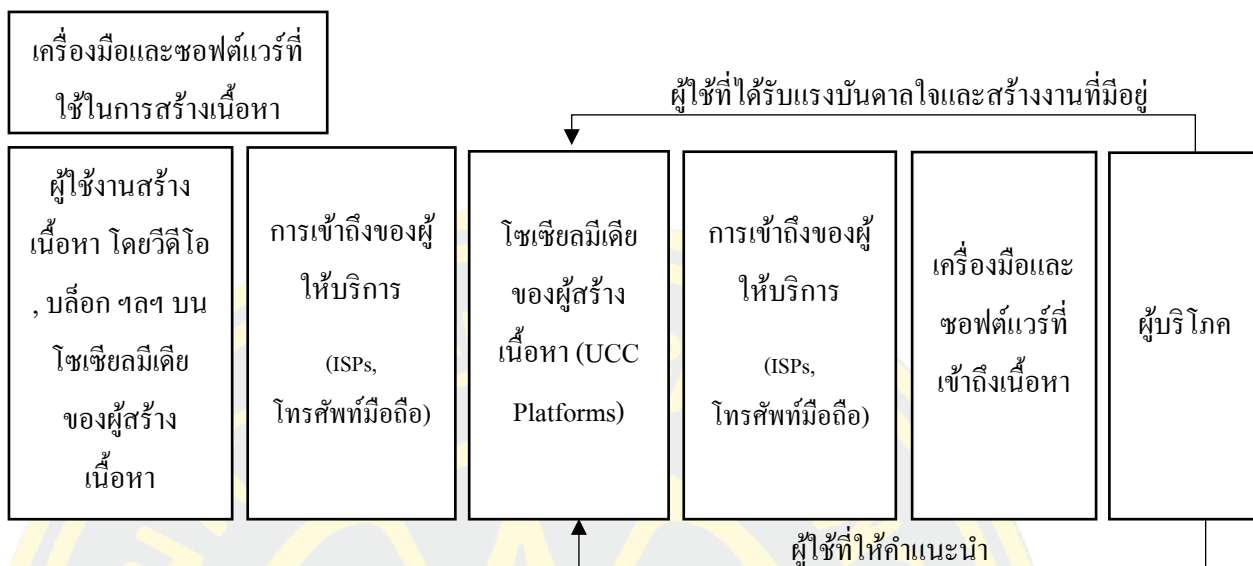 เครื่องมือและซอฟต์แวร์ที่
ใช้ในการสร้างเนื้อหา
ผู้ใช้ที่ได้รับแรงบันดาลใจและสร้างงานที่มีอยู่
ผู้ใช้งานสร้าง
เนื้อหา โดยวีดีโอ
, บล็อก ฯลฯ บน
โซเซียลมีเดีย
ของผู้สร้าง
เนื้อหา
การเข้าถึงของผู้
ให้บริการ
(ISPs,
โทรศัพท์มือถือ)
โซเซียลมีเดีย
ของผู้สร้าง
เนื้อหา (UCC
Platforms)
การเข้าถึงของผู้
ให้บริการ
(ISPs,
โทรศัพท์มือถือ)
เครื่องมือและ
ซอฟต์แวร์ที่
เข้าถึงเนื้อหา
ผู้บริโภค
ผู้ใช้ที่ให้คำแนะนำ